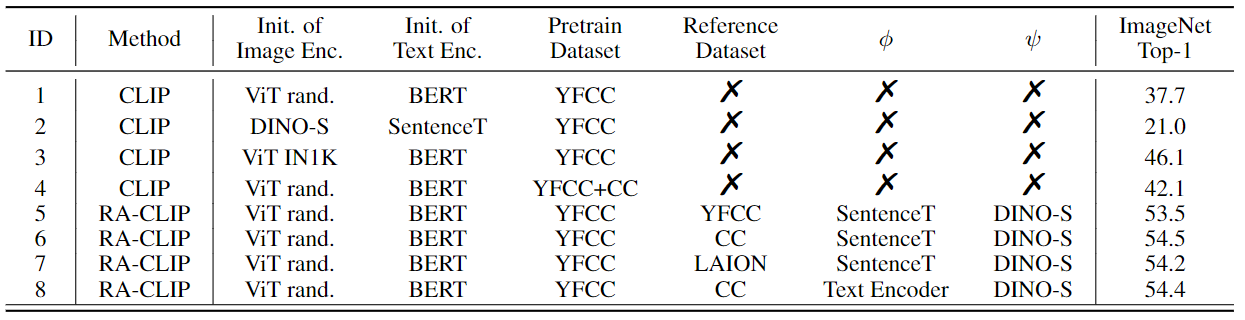 ID Method Init. of Image Enc. Init. of Text Enc. Pretrain Dataset Reference Dataset ϕ ψ ImageNet Top-1
1 CLIP ViT rand. BERT YFCC ✗ ✗ ✗ 37.7
2 CLIP DINO-S SentenceT YFCC ✗ ✗ ✗ 21.0
3 CLIP ViT IN1K BERT YFCC ✗ ✗ ✗ 46.1
4 CLIP ViT rand. BERT YFCC+CC ✗ ✗ ✗ 42.1
5 RA-CLIP ViT rand. BERT YFCC YFCC SentenceT DINO-S 53.5
6 RA-CLIP ViT rand. BERT YFCC CC SentenceT DINO-S 54.5
7 RA-CLIP ViT rand. BERT YFCC LAION SentenceT DINO-S 54.2
8 RA-CLIP ViT rand. BERT YFCC CC Text Encoder DINO-S 54.4